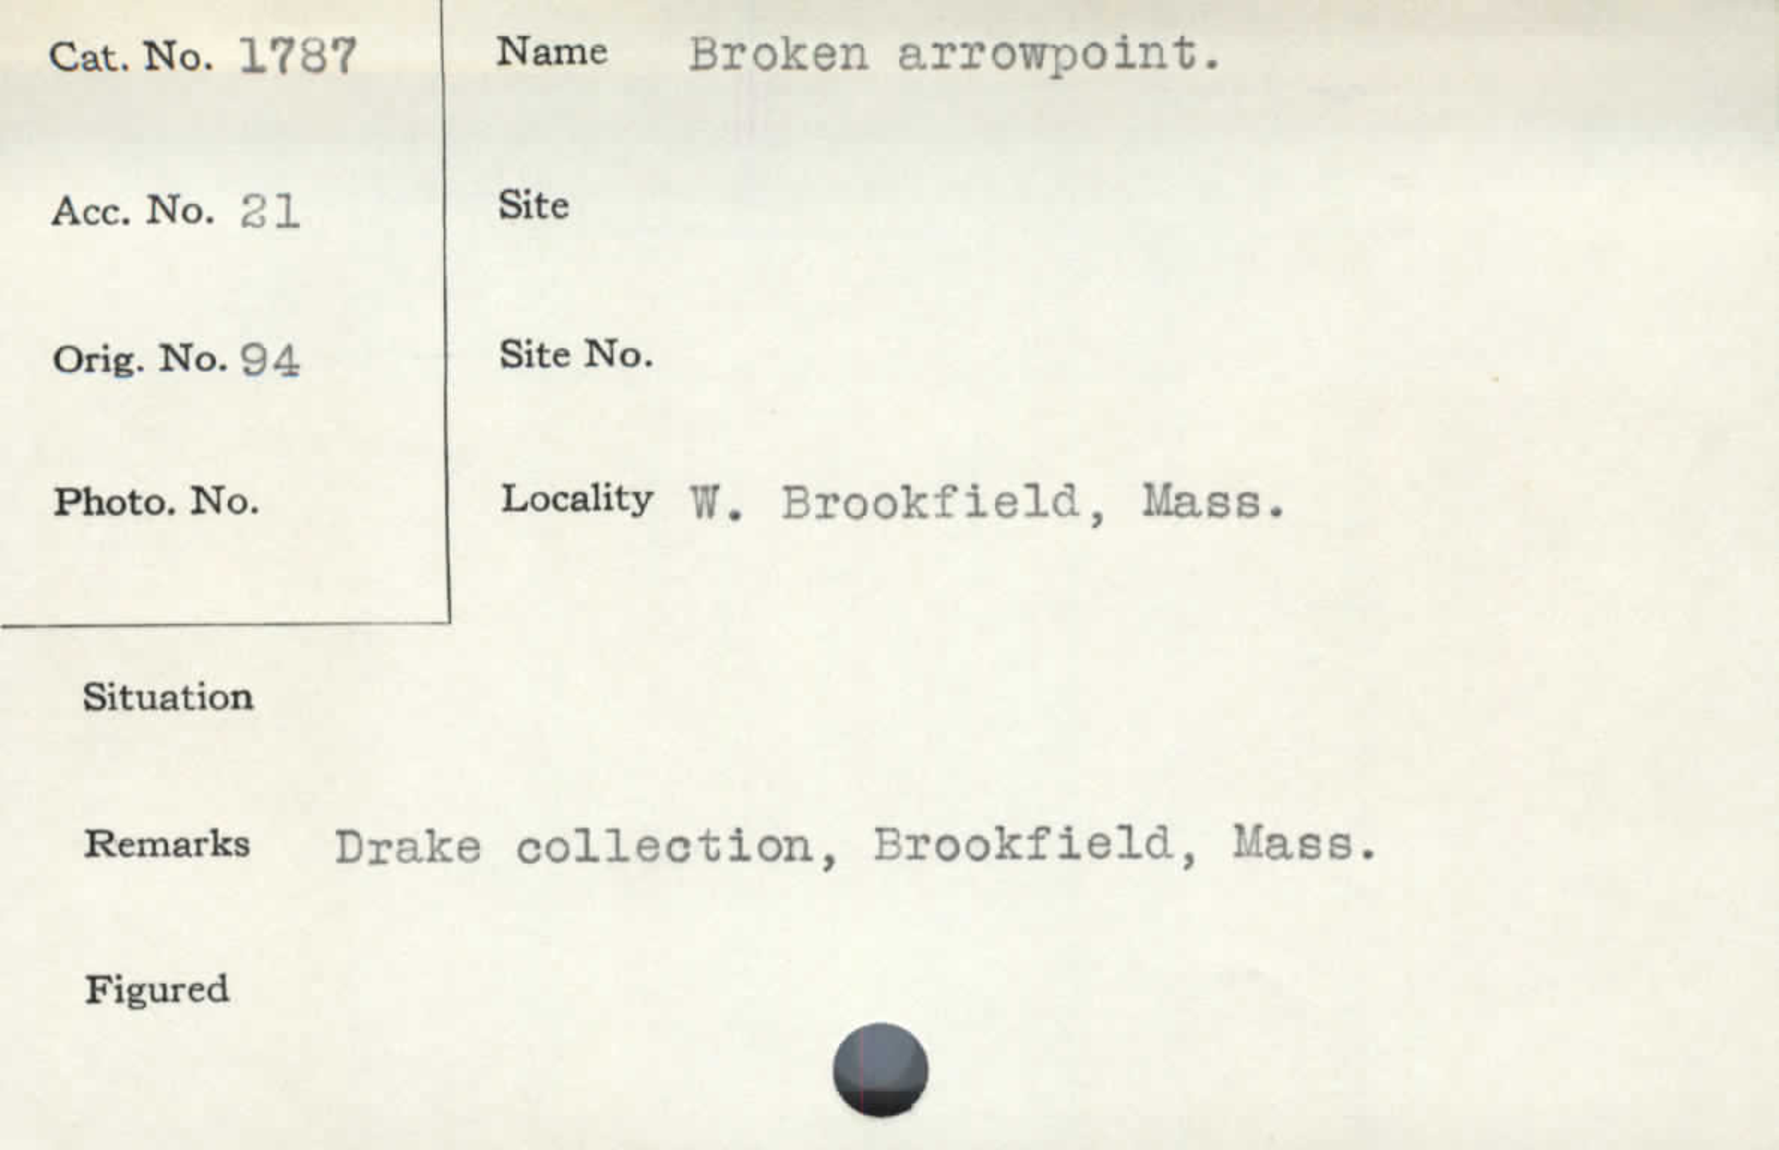 Cat. No. 1787
Acc. No. 21
Orig. No. 94
Photo. No.
Name Broken arrowpoint.
Site
Site No.
Locality W. Brookfield, Mass.
Situation
Remarks Drake collection, Brookfield, Mass.
Figured